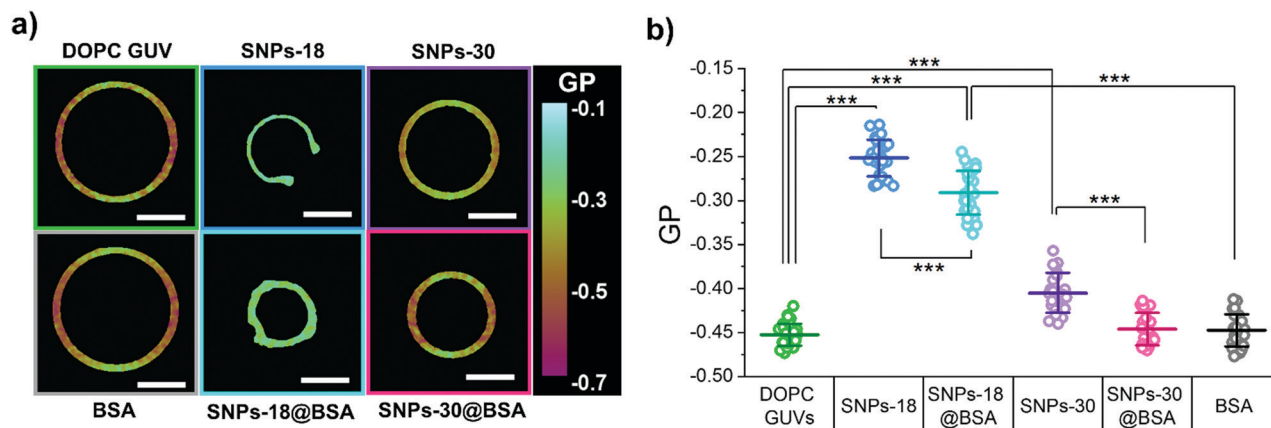 a)
DOPC GUV
SNPs-18
SNPs-30
GP
-0.1
-0.3
-0.5
-0.7
BSA
SNPs-18@BSA
SNPs-30@BSA
b)
GP
-0.15
-0.20
-0.25
-0.30
-0.35
-0.40
-0.45
-0.50
***
***
***
***
***
***
DOPC
GUVs
SNPs-18
SNPs-18
@BSA
SNPs-30
SNPs-30
@BSA
BSA